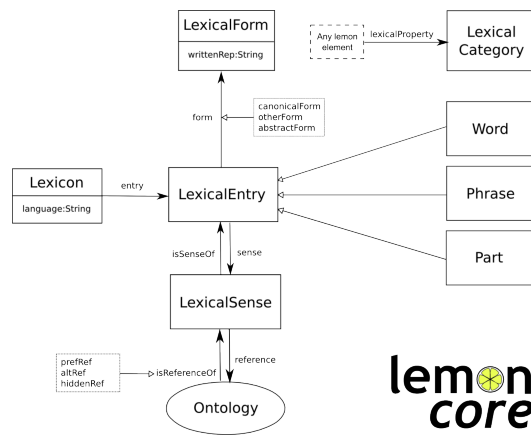 LexicalForm
writtenRep:String
Any lemon
element
lexicalProperty
Lexical
Category
form
canonicalForm
otherForm
abstractForm
Word
Lexicon
language:String
entry
LexicalEntry
Phrase
isSenseOf
sense
Part
LexicalSense
prefRef
altRef
hiddenRef
isReferenceOf
reference
Ontology
lemon
core